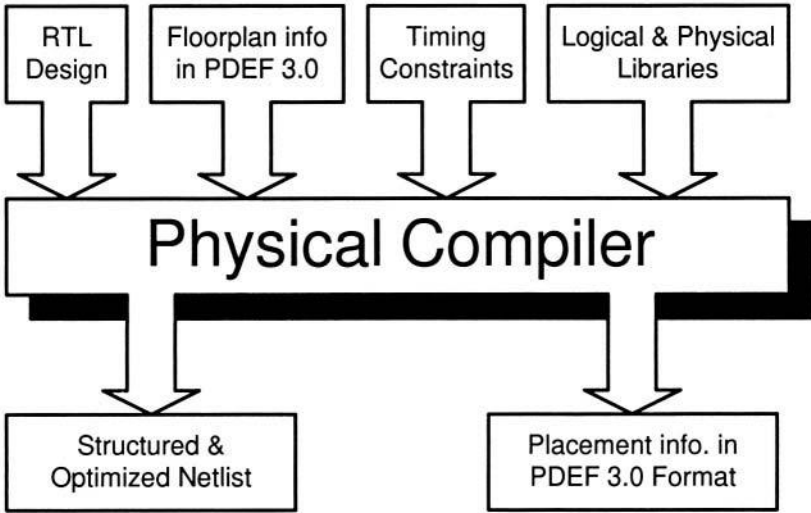 RTL
Design
Floorplan info
in PDEF 3.0
Timing
Constraints
Logical & Physical
Libraries
Physical Compiler
Structured &
Optimized Netlist
Placement info. in
PDEF 3.0 Format